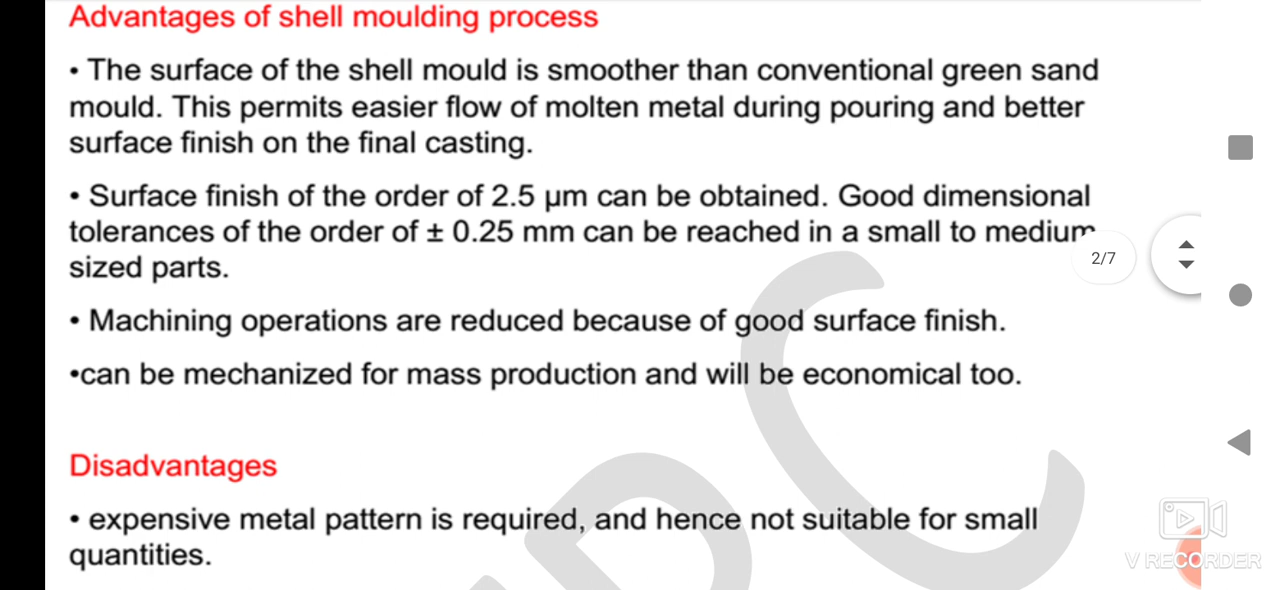 Advantages of shell moulding process
• The surface of the shell mould is smoother than conventional green sand
mould. This permits easier flow of molten metal during pouring and better
surface finish on the final casting.
• Surface finish of the order of 2.5 μm can be obtained. Good dimensional
tolerances of the order of ± 0.25 mm can be reached in a small to medium
sized parts.
2/7
• Machining operations are reduced because of good surface finish.
•can be mechanized for mass production and will be economical too.
Disadvantages
• expensive metal pattern is required, and hence not suitable for small
quantities.
V RECORDER